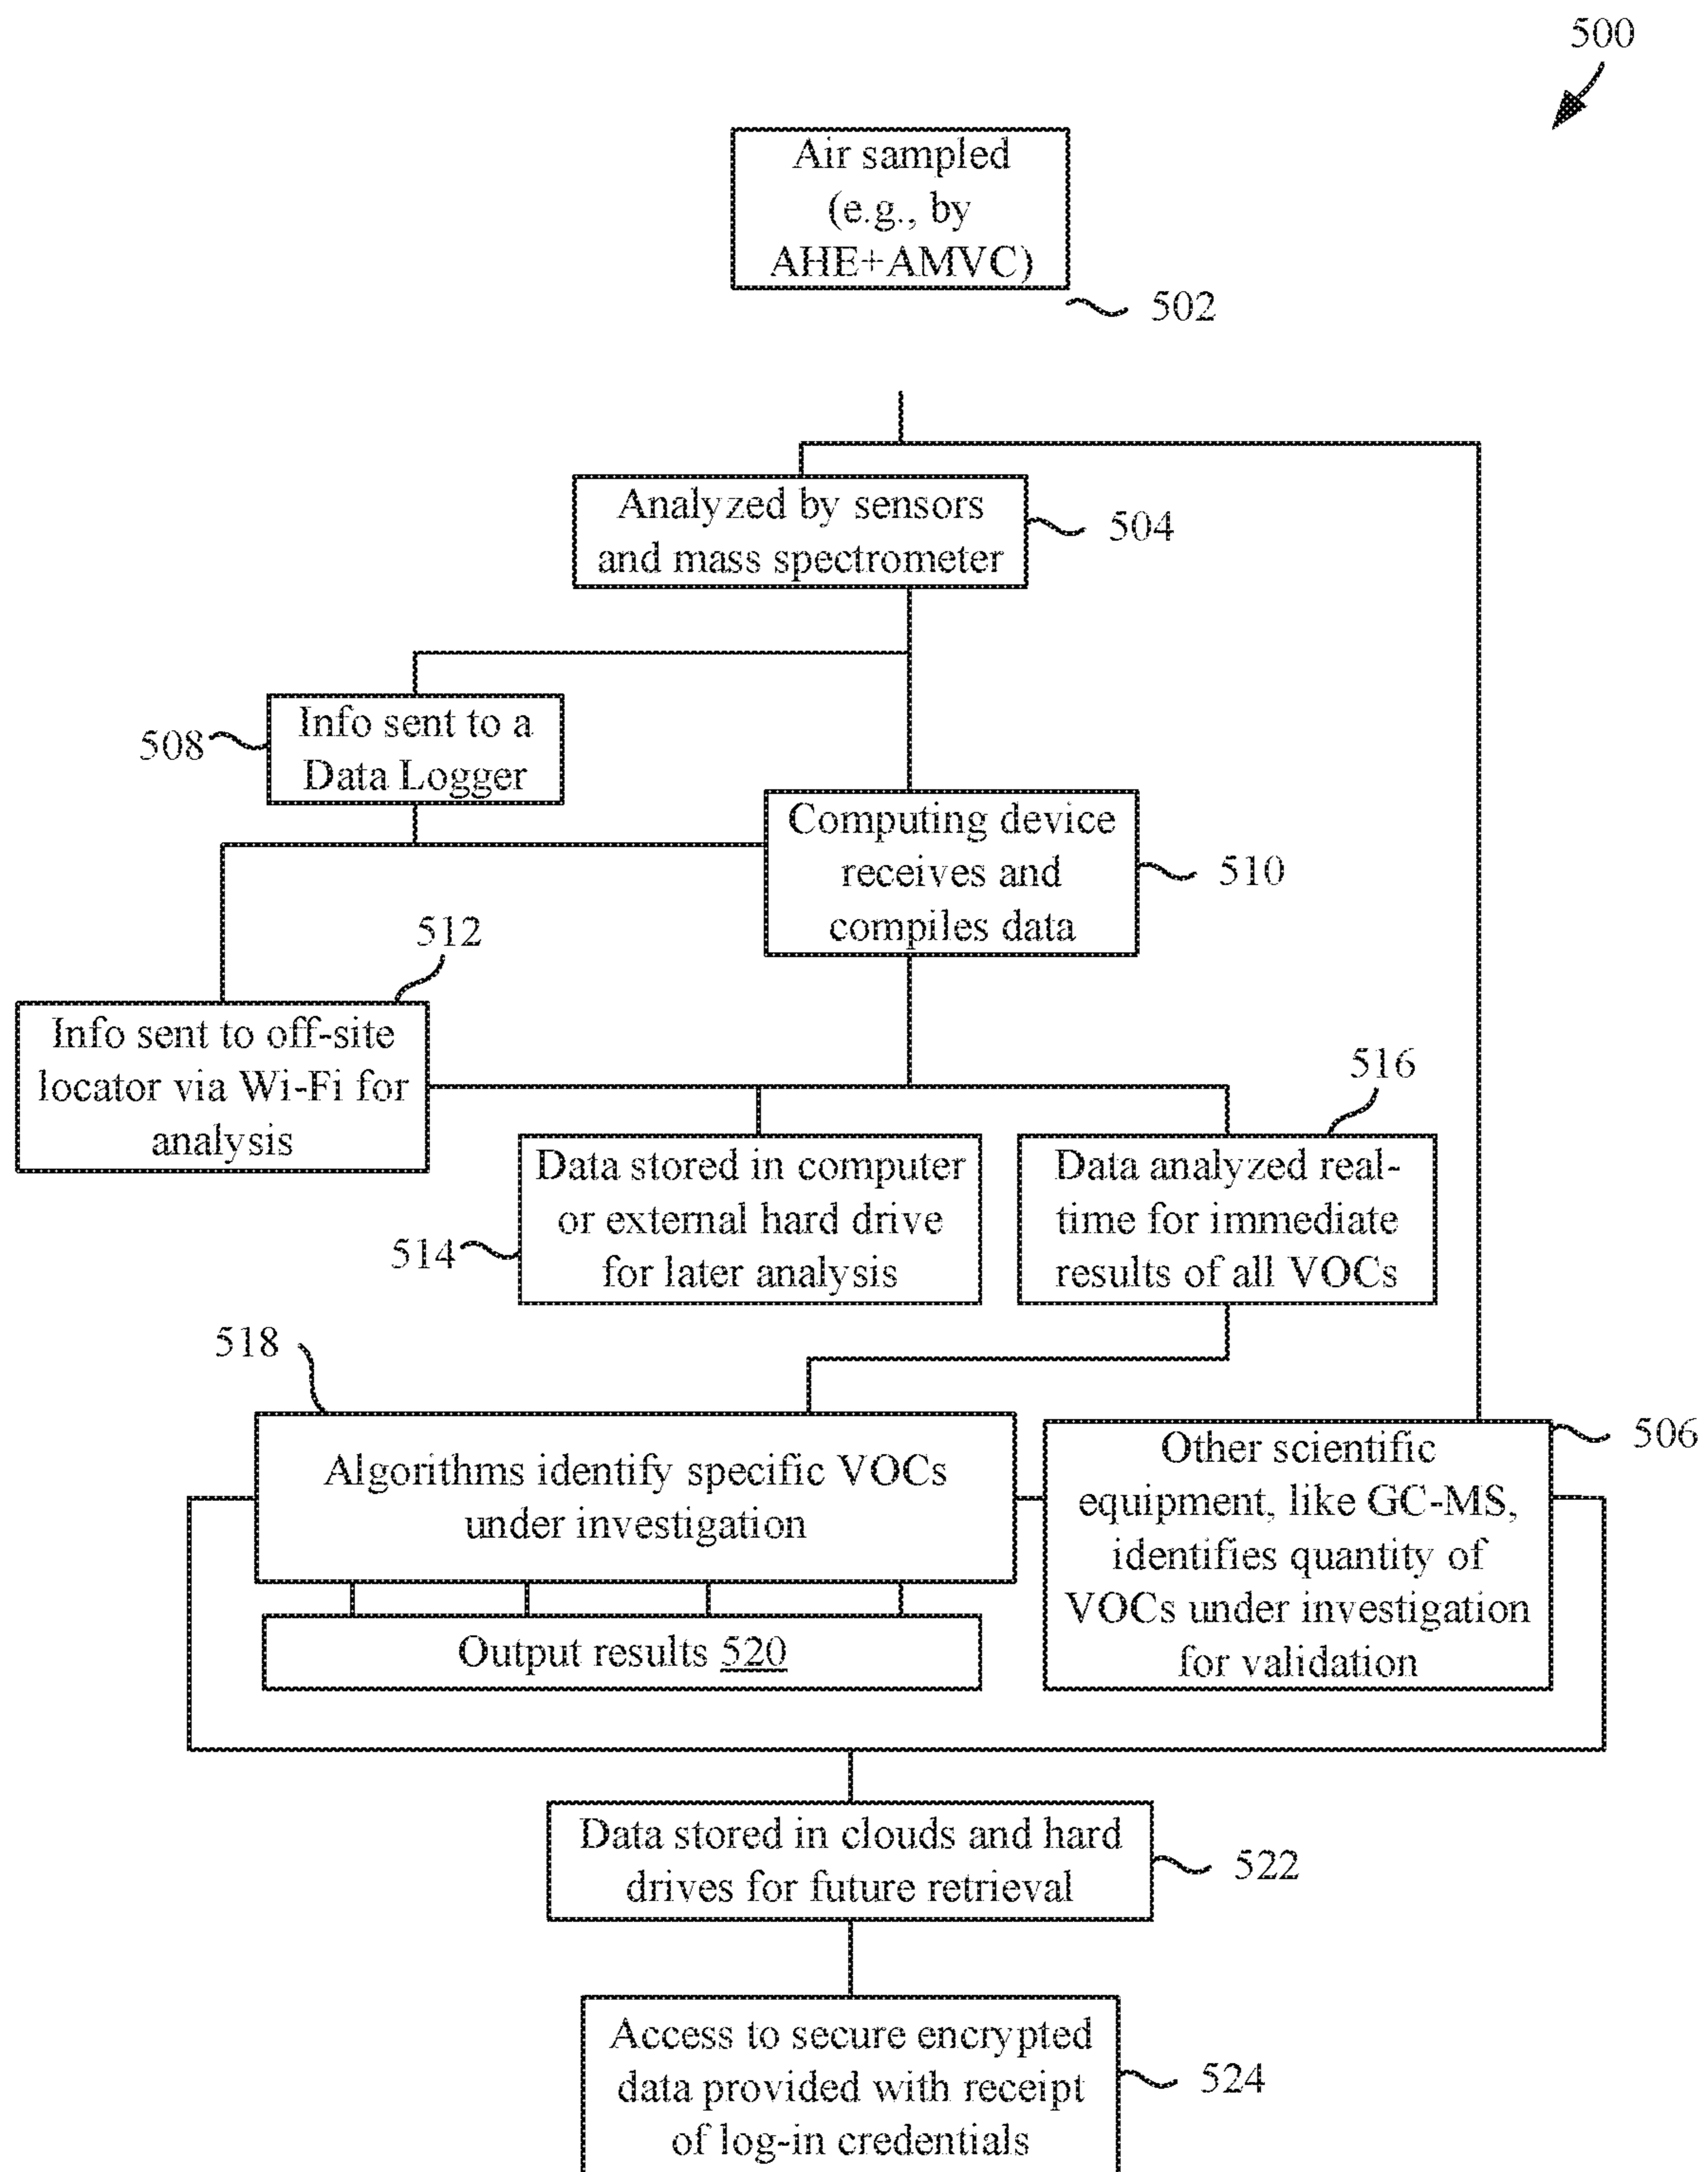 500
Air sampled
(e.g., by
AHE+AMVC)
502
Analyzed by sensors
and mass spectrometer
504
508
Info sent to a
Data Logger
Computing device
receives and
compiles data
510
512
Info sent to off-site
locator via Wi-Fi for
analysis
516
514
Data stored in computer
or external hard drive
for later analysis
Data analyzed real-
time for immediate
results of all VOCs
518
Algorithms identify specific VOCs
under investigation
506
Other scientific
equipment, like GC-MS,
identifies quantity of
VOCs under investigation
for validation
Output results 520
Data stored in clouds and hard
drives for future retrieval
522
Access to secure encrypted
data provided with receipt
of log-in credentials
524